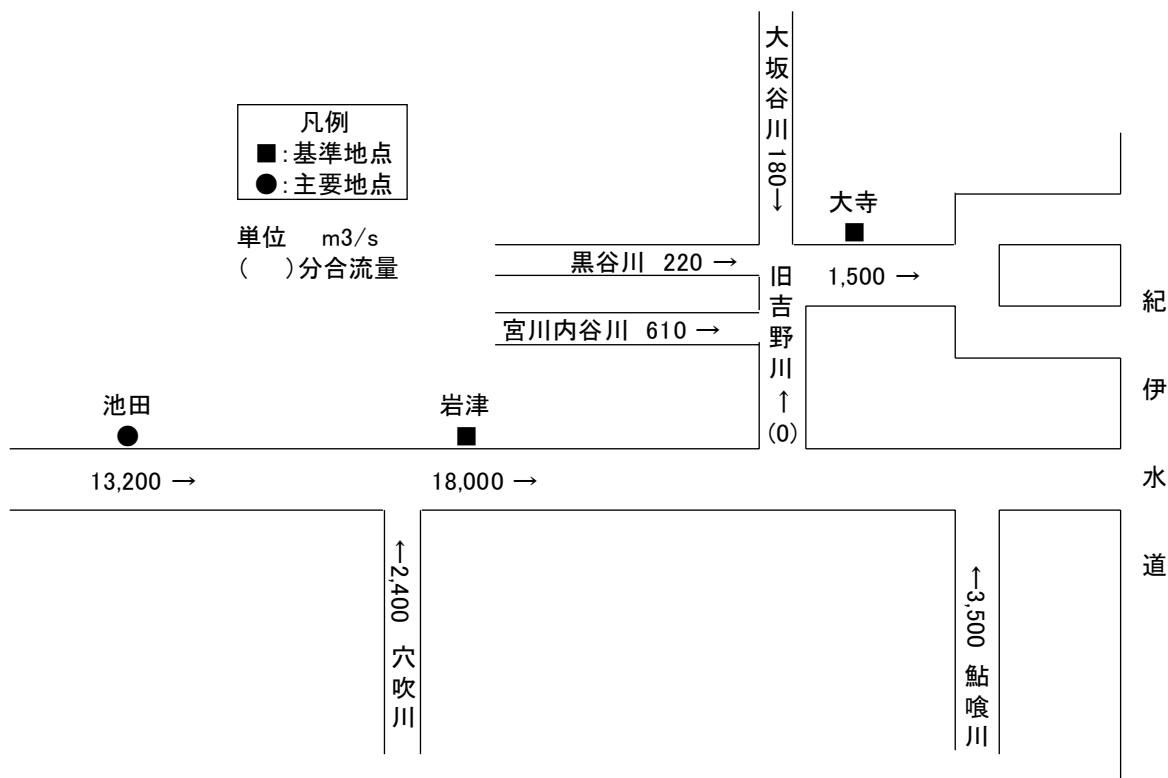 大坂谷川 180→
凡例
■：基準地点
●：主要地点
単位 m3/s
( )分合流量
大寺
黒谷川 220 →
1,500 →
旧吉野川 ↑(0)
宮川内谷川 610 →
紀伊水道
池田
岩津
13,200 →
18,000 →
←2,400 穴吹川
←3,500 鮎喰川